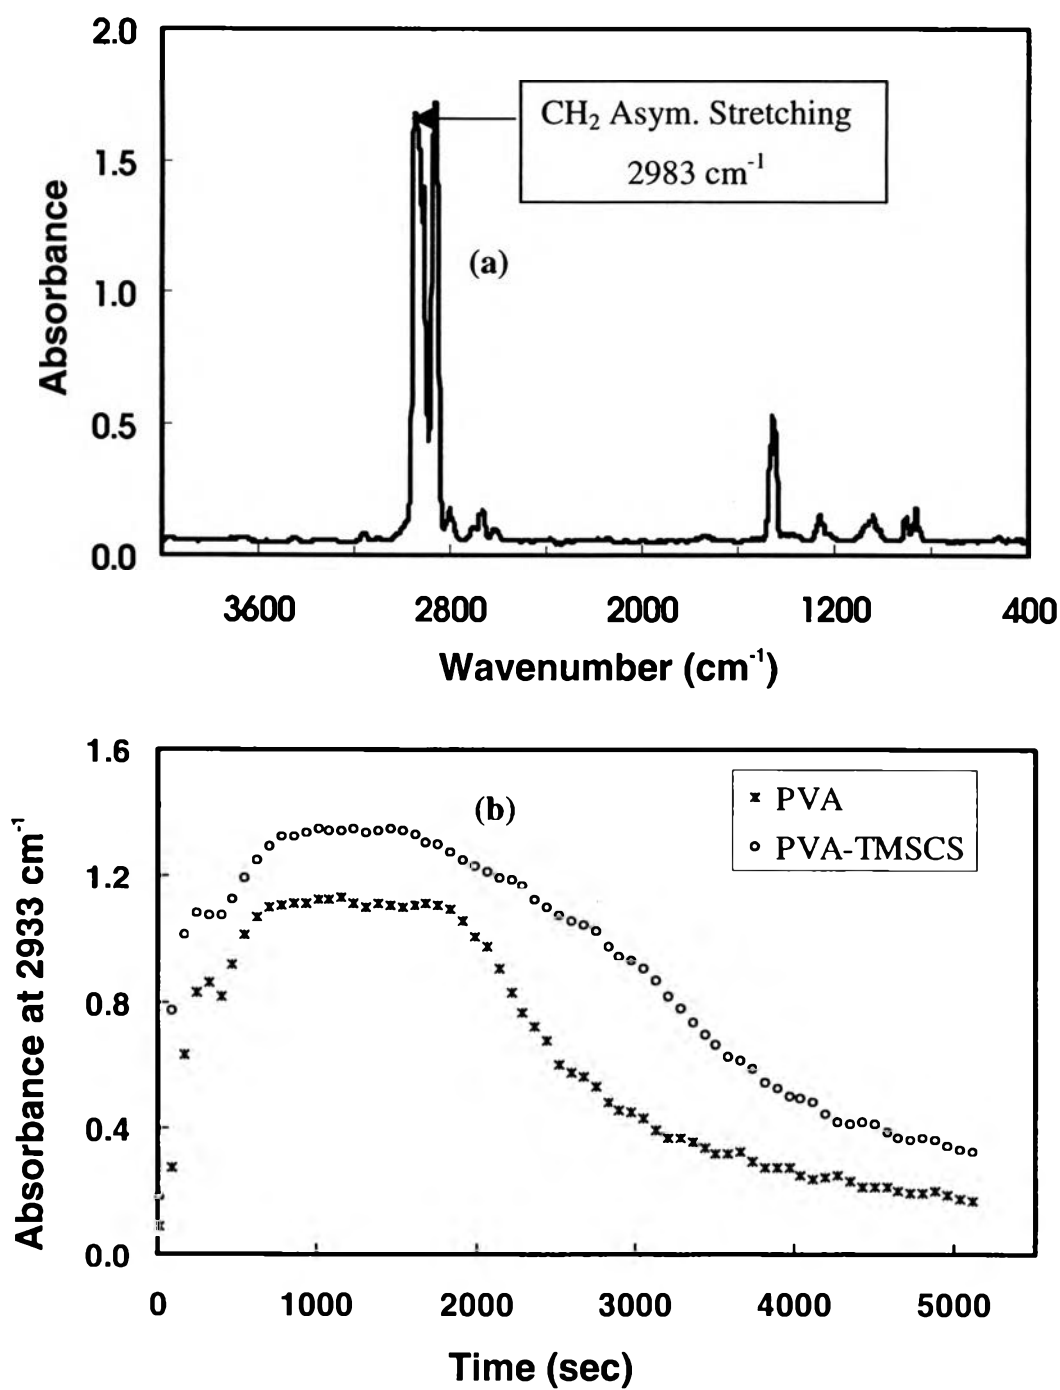 2.0
1.5
1.0
0.5
0.0
Absorbance
CH₂ Asym. Stretching
2983 cm⁻¹
(a)
3600 2800 2000 1200 400
Wavenumber (cm⁻¹)
1.6
1.2
0.8
0.4
0.0
Absorbance at 2933 cm⁻¹
(b)
PVA
PVA-TMSCS
0 1000 2000 3000 4000 5000
Time (sec)